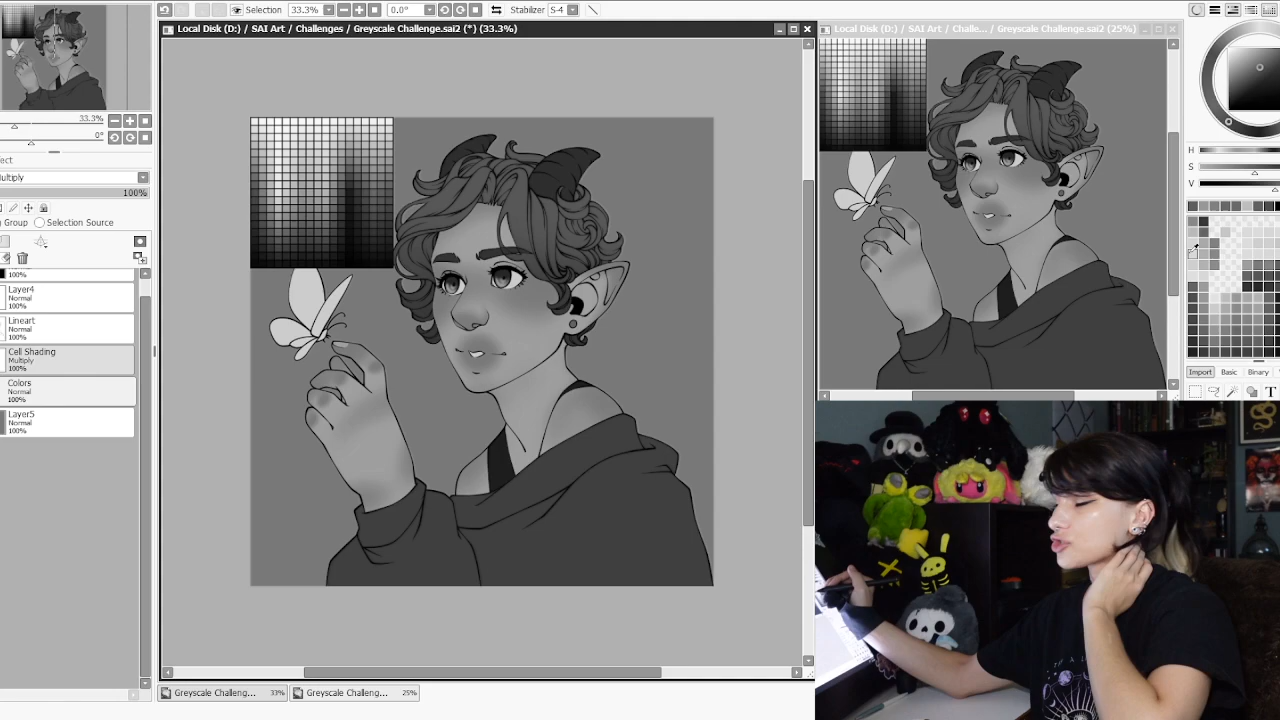 Selection 33.3% 0.0° Stabilizer S-4
Local Disk (D:) / SAI Art / Challenges / Greyscale Challenge.sai2 (*) (33.3%)
Local Disk (D:) / SAI Art / Challe... / Greyscale Challenge.sai2 (25%)
33.3%
0°
100%
Group Selection Source
100%
Layer4
Normal
100%
Lineart
Normal
100%
Cell Shading
Multiply
100%
Colors
Normal
100%
Layer5
Normal
100%
H
S
V
Import Basic Binary
T
Greyscale Challeng... 33%
Greyscale Challeng... 25%